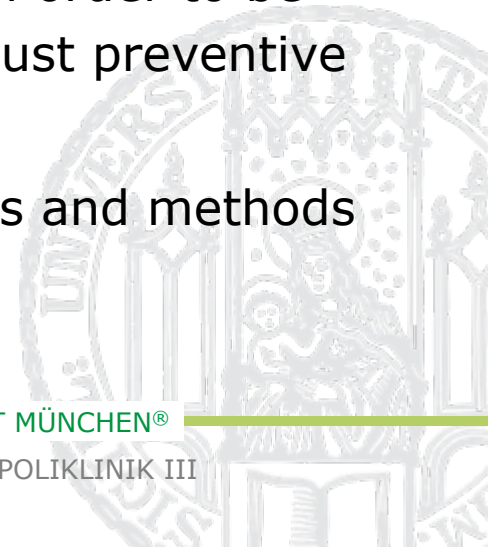 order to be
ust preventive
s and methods
T MÜNCHEN®
POLIKLINIK III